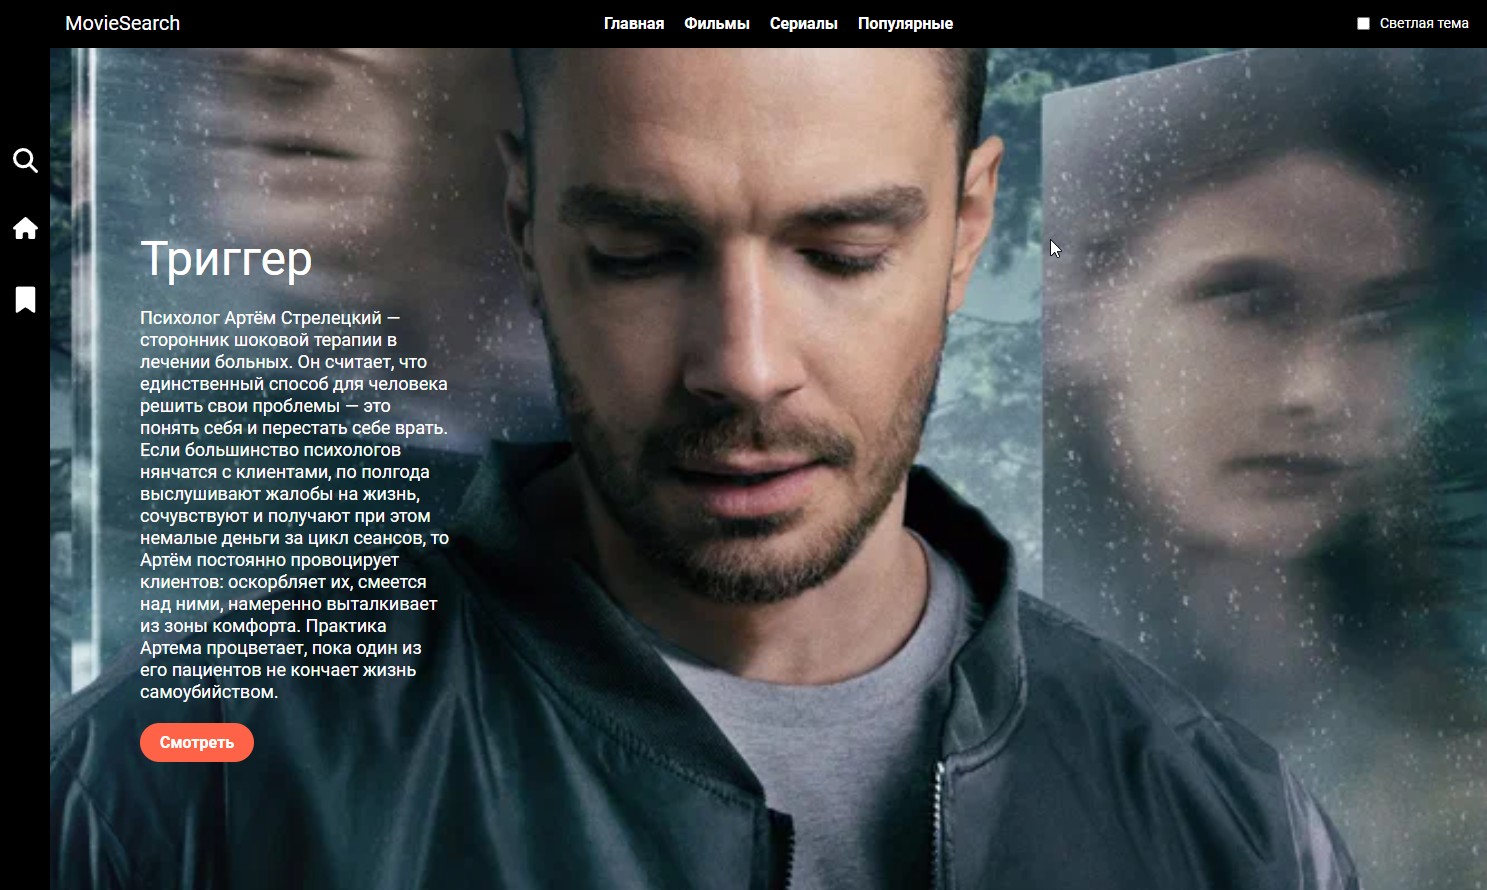 MovieSearch
Главная Фильмы Сериалы Популярные
Светлая тема
Триггер
Психолог Артём Стрелецкий —
сторонник шоковой терапии в
лечении больных. Он считает, что
единственный способ для человека
решить свои проблемы — это
понять себя и перестать себе врать.
Если большинство психологов
нянчатся с клиентами, по полгода
выслушивают жалобы на жизнь,
сочувствуют и получают при этом
немалые деньги за цикл сеансов, то
Артём постоянно провоцирует
клиентов: оскорбляет их, смеется
над ними, намеренно выталкивает
из зоны комфорта. Практика
Артема процветает, пока один из
его пациентов не кончает жизнь
самоубийством.
Смотреть